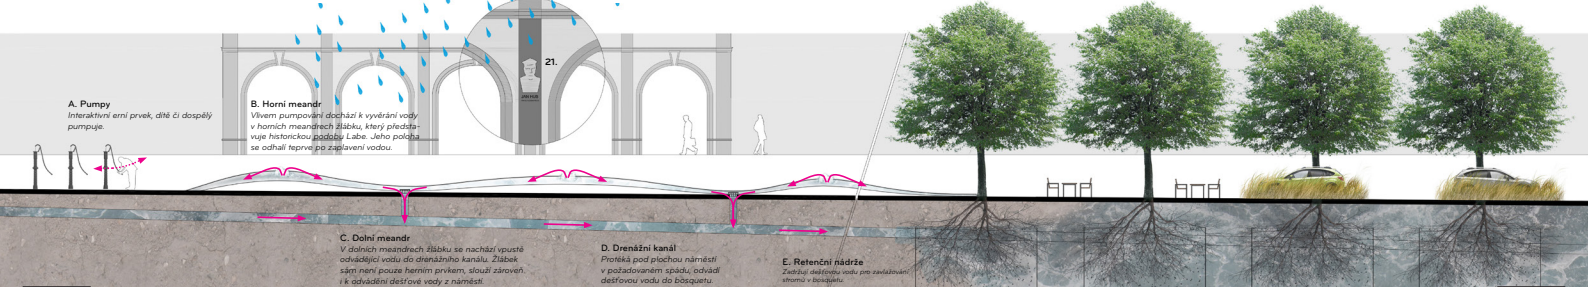 21.
A. Pumpy
Interaktivní erní prvek, dítě či dospělý
pumpuje.
B. Horní meandr
Vlivem pumpování dochází k vyvěrání vody
v horních meandrech žlábku, který předsta-
vuje historickou podobu Labe. Jeho poloha
se odhalí teprve po zaplavení vodou.
C. Dolní meandr
V dolních meandrech žlábku se nachází vpustě
odvádějící vodu do drenážního kanálu. Žlábek
sám není pouze herním prvkem, slouží zároveň
i k odvádění dešťové vody z náměstí.
D. Drenážní kanál
Protéká pod plochou náměstí
v požadovaném spádu, odvádí
dešťovou vodu do bosquetu.
E. Retenční nádrže
Zadržují dešťovou vodu pro zavlažování
stromů v bosquetu